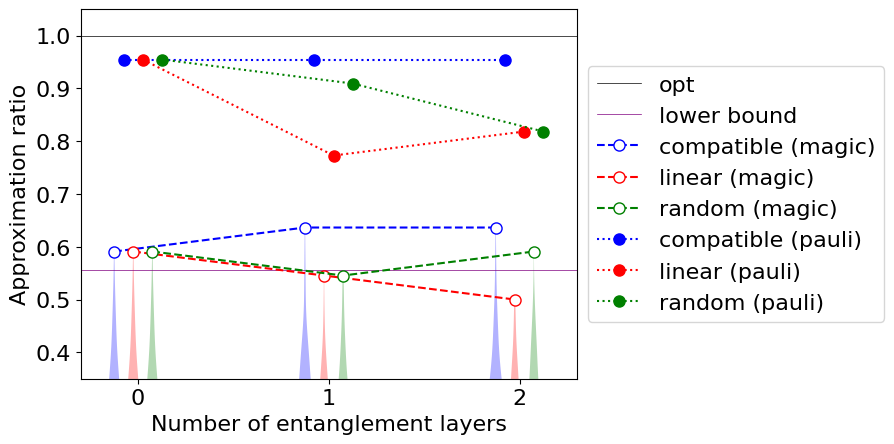 1.0
0.9
0.8
0.7
0.6
0.5
0.4
Approximation ratio
0 1 2
Number of entanglement layers
opt
lower bound
compatible (magic)
linear (magic)
random (magic)
compatible (pauli)
linear (pauli)
random (pauli)